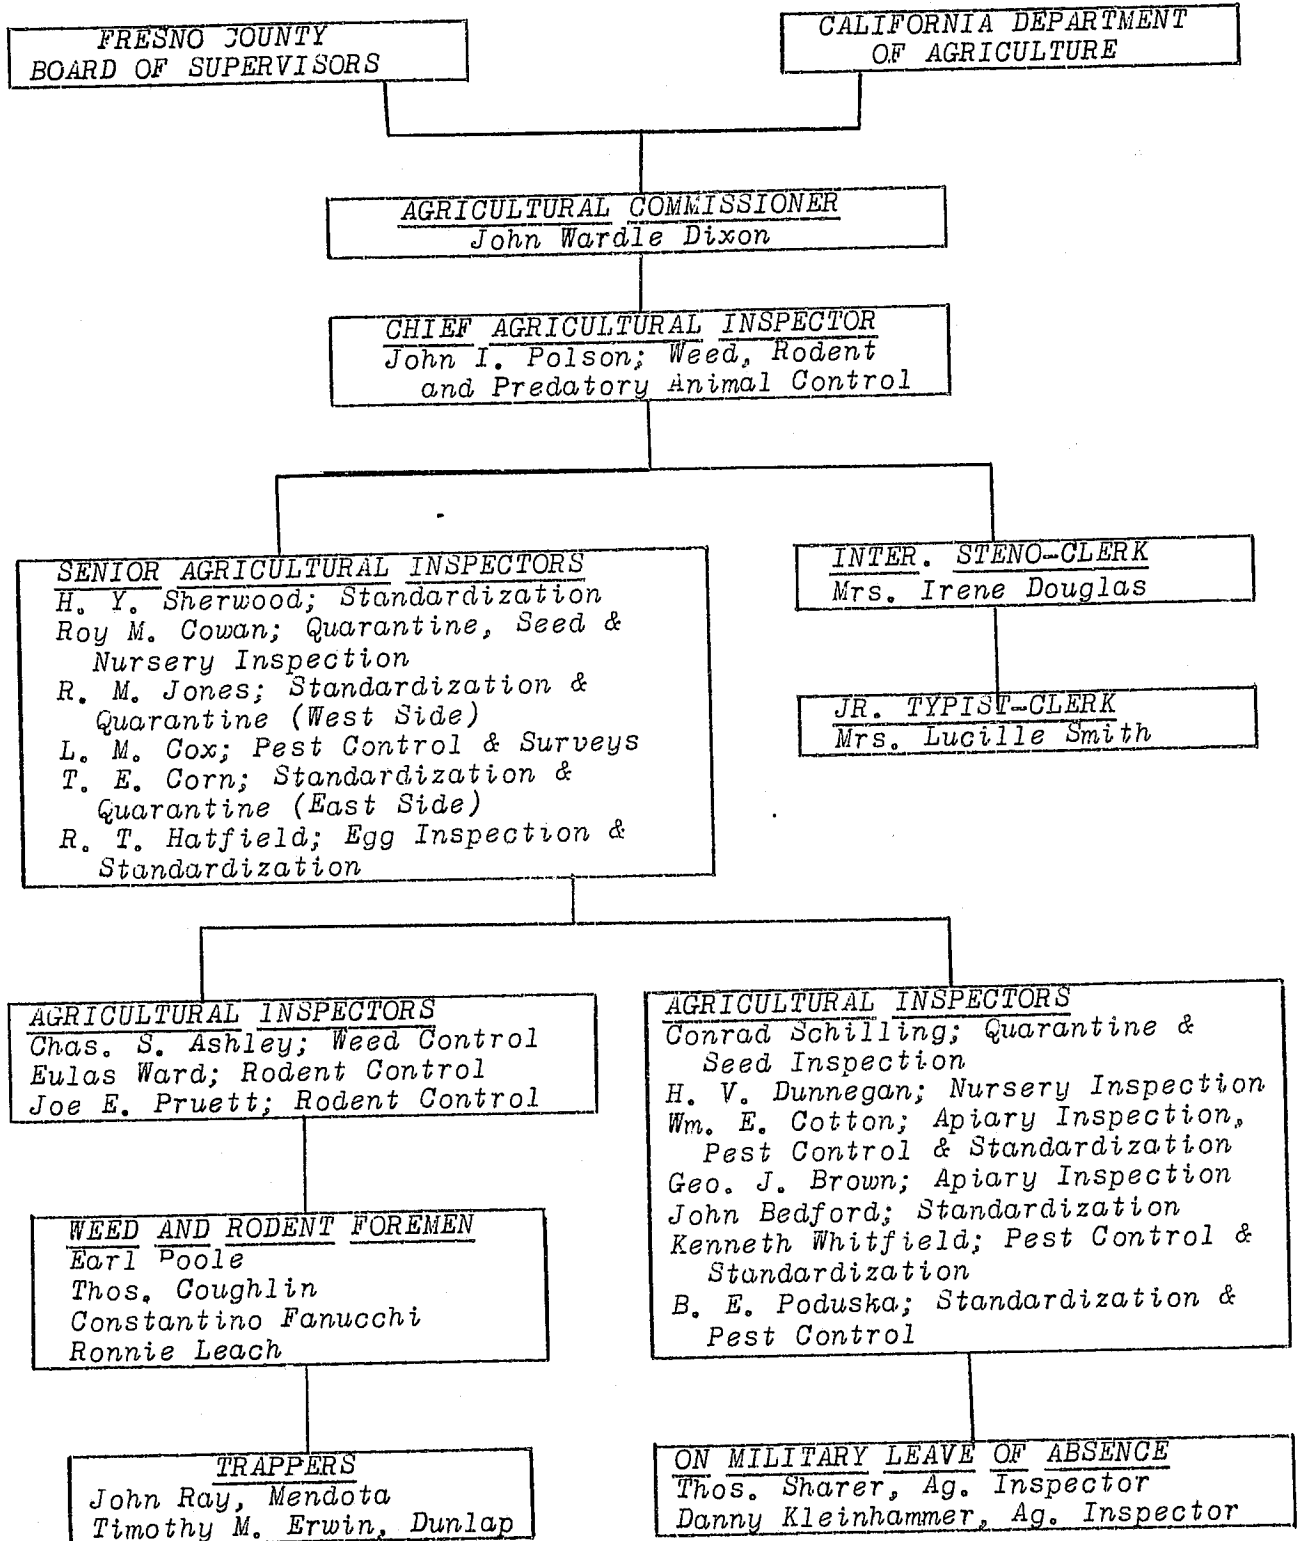 FRESNO COUNTY
BOARD OF SUPERVISORS
CALIFORNIA DEPARTMENT
OF AGRICULTURE
AGRICULTURAL COMMISSIONER
John Wardle Dixon
CHIEF AGRICULTURAL INSPECTOR
John I. Polson; Weed, Rodent
and Predatory Animal Control
SENIOR AGRICULTURAL INSPECTORS
H. Y. Sherwood; Standardization
Roy M. Cowan; Quarantine, Seed &
Nursery Inspection
R. M. Jones; Standardization &
Quarantine (West Side)
L. M. Cox; Pest Control & Surveys
T. E. Corn; Standardization &
Quarantine (East Side)
R. T. Hatfield; Egg Inspection &
Standardization
INTER. STENO-CLERK
Mrs. Irene Douglas
JR. TYPIST-CLERK
Mrs. Lucille Smith
AGRICULTURAL INSPECTORS
Chas. S. Ashley; Weed Control
Eulas Ward; Rodent Control
Joe E. Pruett; Rodent Control
WEED AND RODENT FOREMEN
Earl Poole
Thos. Coughlin
Constantino Fanucchi
Ronnie Leach
TRAPPERS
John Ray, Mendota
Timothy M. Erwin, Dunlap
AGRICULTURAL INSPECTORS
Conrad Schilling; Quarantine &
Seed Inspection
H. V. Dunnegan; Nursery Inspection
Wm. E. Cotton; Apiary Inspection,
Pest Control & Standardization
Geo. J. Brown; Apiary Inspection
John Bedford; Standardization
Kenneth Whitfield; Pest Control &
Standardization
B. E. Poduska; Standardization &
Pest Control
ON MILITARY LEAVE OF ABSENCE
Thos. Sharer, Ag. Inspector
Danny Kleinhammer, Ag. Inspector